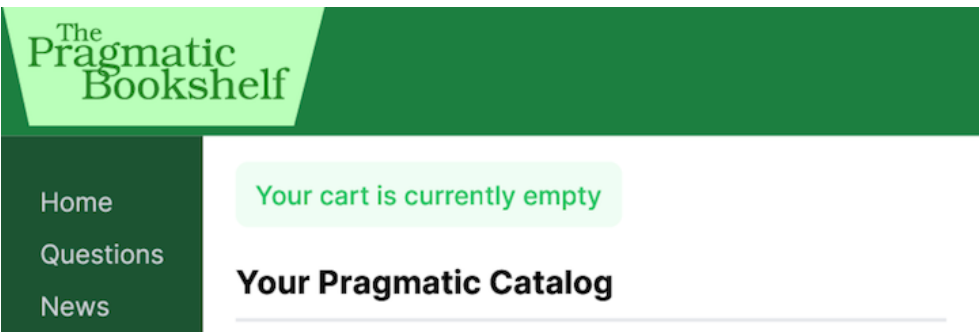 The
Pragmatic
Bookshelf
Home
Questions
News
Your cart is currently empty
Your Pragmatic Catalog